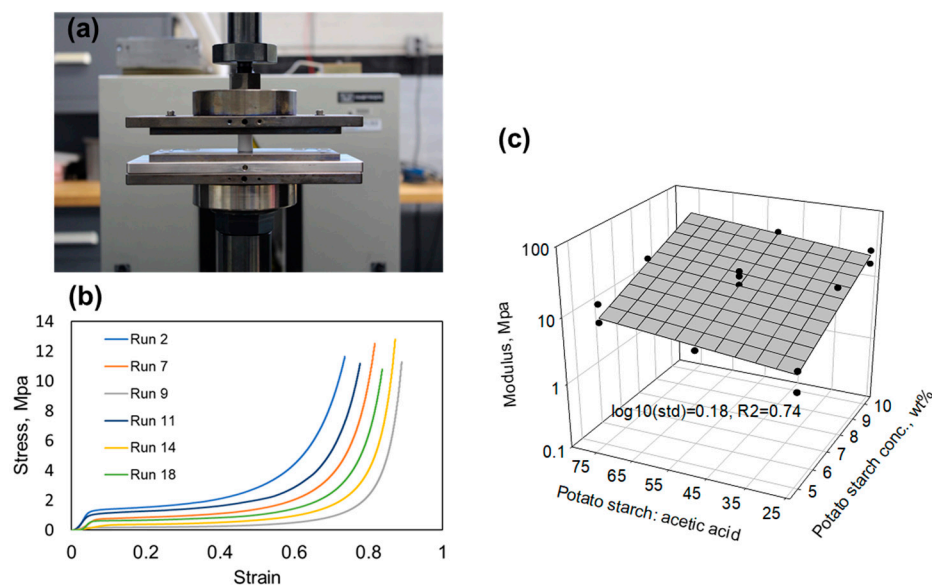 (a)
(b)
14
12
10
8
6
4
2
0
Stress, Mpa
Run 2
Run 7
Run 9
Run 11
Run 14
Run 18
0
0.2
0.4
0.6
0.8
1
Strain
(c)
100
10
1
0.1
Modulus, Mpa
log10(std)=0.18, R2=0.74
75
65
55
45
35
25
Potato starch: acetic acid
5
6
7
8
9
10
Potato starch conc., wt%